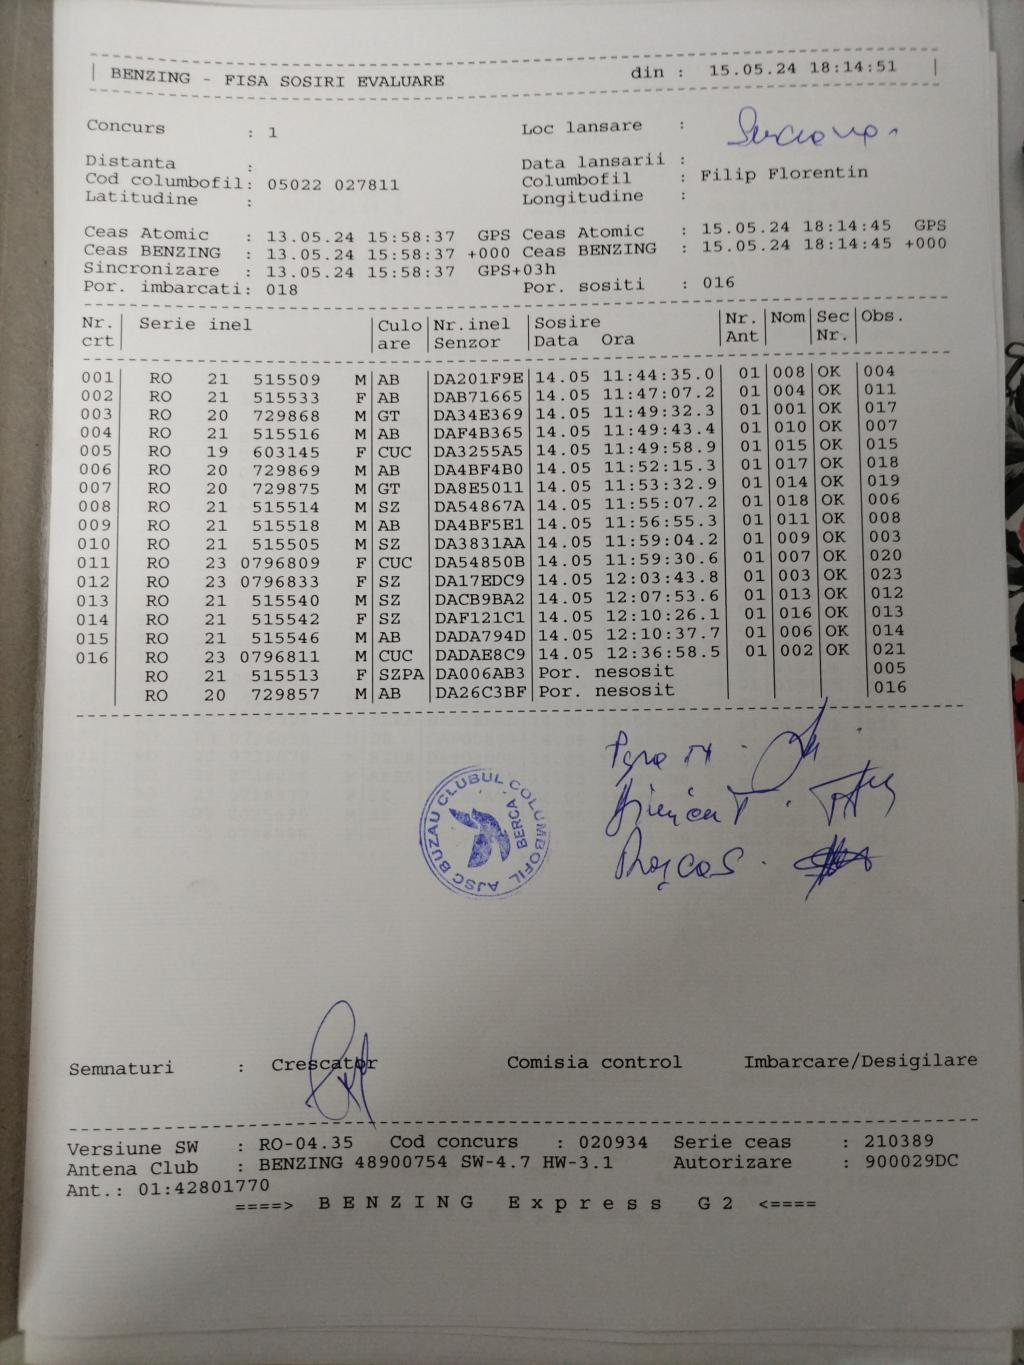 BENZING - FISA SOSIRI EVALUARE din : 15.05.24 18:14:51
Concurs : 1 Loc lansare :
Distanta : Data lansarii :
Cod columbofil: 05022 027811 Columbofil : Filip Florentin
Latitudine : Longitudine :
Ceas Atomic : 13.05.24 15:58:37 GPS Ceas Atomic : 15.05.24 18:14:45 GPS
Ceas BENZING : 13.05.24 15:58:37 +000 Ceas BENZING : 15.05.24 18:14:45 +000
Sincronizare : 13.05.24 15:58:37 GPS+03h
Por. imbarcati: 018 Por. sositi : 016
Nr. Serie inel Culo Nr.inel Sosire Nr. Nom Sec Obs.
crt are Senzor Data Ora Ant Nr.
001 RO 21 515509 M AB DA201F9E 14.05 11:44:35.0 01 008 OK 004
002 RO 21 515533 F AB DAB71665 14.05 11:47:07.2 01 004 OK 011
003 RO 20 729868 M GT DA34E369 14.05 11:49:32.3 01 001 OK 017
004 RO 21 515516 M AB DAF4B365 14.05 11:49:43.4 01 010 OK 007
005 RO 19 603145 F CUC DA3255A5 14.05 11:49:58.9 01 015 OK 015
006 RO 20 729869 M AB DA4BF4B0 14.05 11:52:15.3 01 017 OK 018
007 RO 20 729875 M GT DA8E5011 14.05 11:53:32.9 01 014 OK 019
008 RO 21 515514 M SZ DA54867A 14.05 11:55:07.2 01 018 OK 006
009 RO 21 515518 M AB DA4BF5E1 14.05 11:56:55.3 01 011 OK 008
010 RO 21 515505 M SZ DA3831AA 14.05 11:59:04.2 01 009 OK 003
011 RO 23 0796809 F CUC DA54850B 14.05 11:59:30.6 01 007 OK 020
012 RO 23 0796833 F SZ DA17EDC9 14.05 12:03:43.8 01 003 OK 023
013 RO 21 515540 M SZ DACB9BA2 14.05 12:07:53.6 01 013 OK 012
014 RO 21 515542 F SZ DAF121C1 14.05 12:10:26.1 01 016 OK 013
015 RO 21 515546 M AB DADA794D 14.05 12:10:37.7 01 006 OK 014
016 RO 23 0796811 M CUC DADAE8C9 14.05 12:36:58.5 01 002 OK 021
RO 21 515513 F SZPA DA006AB3 Por. nesosit 005
RO 20 729857 M AB DA26C3BF Por. nesosit 016
AJSC BUZAU CLUBUL COLUMBOFIL
BERCA
Semnaturi : Crescator Comisia control Imbarcare/Desigilare
Versiune SW : RO-04.35 Cod concurs : 020934 Serie ceas : 210389
Antena Club : BENZING 48900754 SW-4.7 HW-3.1 Autorizare : 900029DC
Ant.: 01:42801770
====> B E N Z I N G E x p r e s s G 2 <====